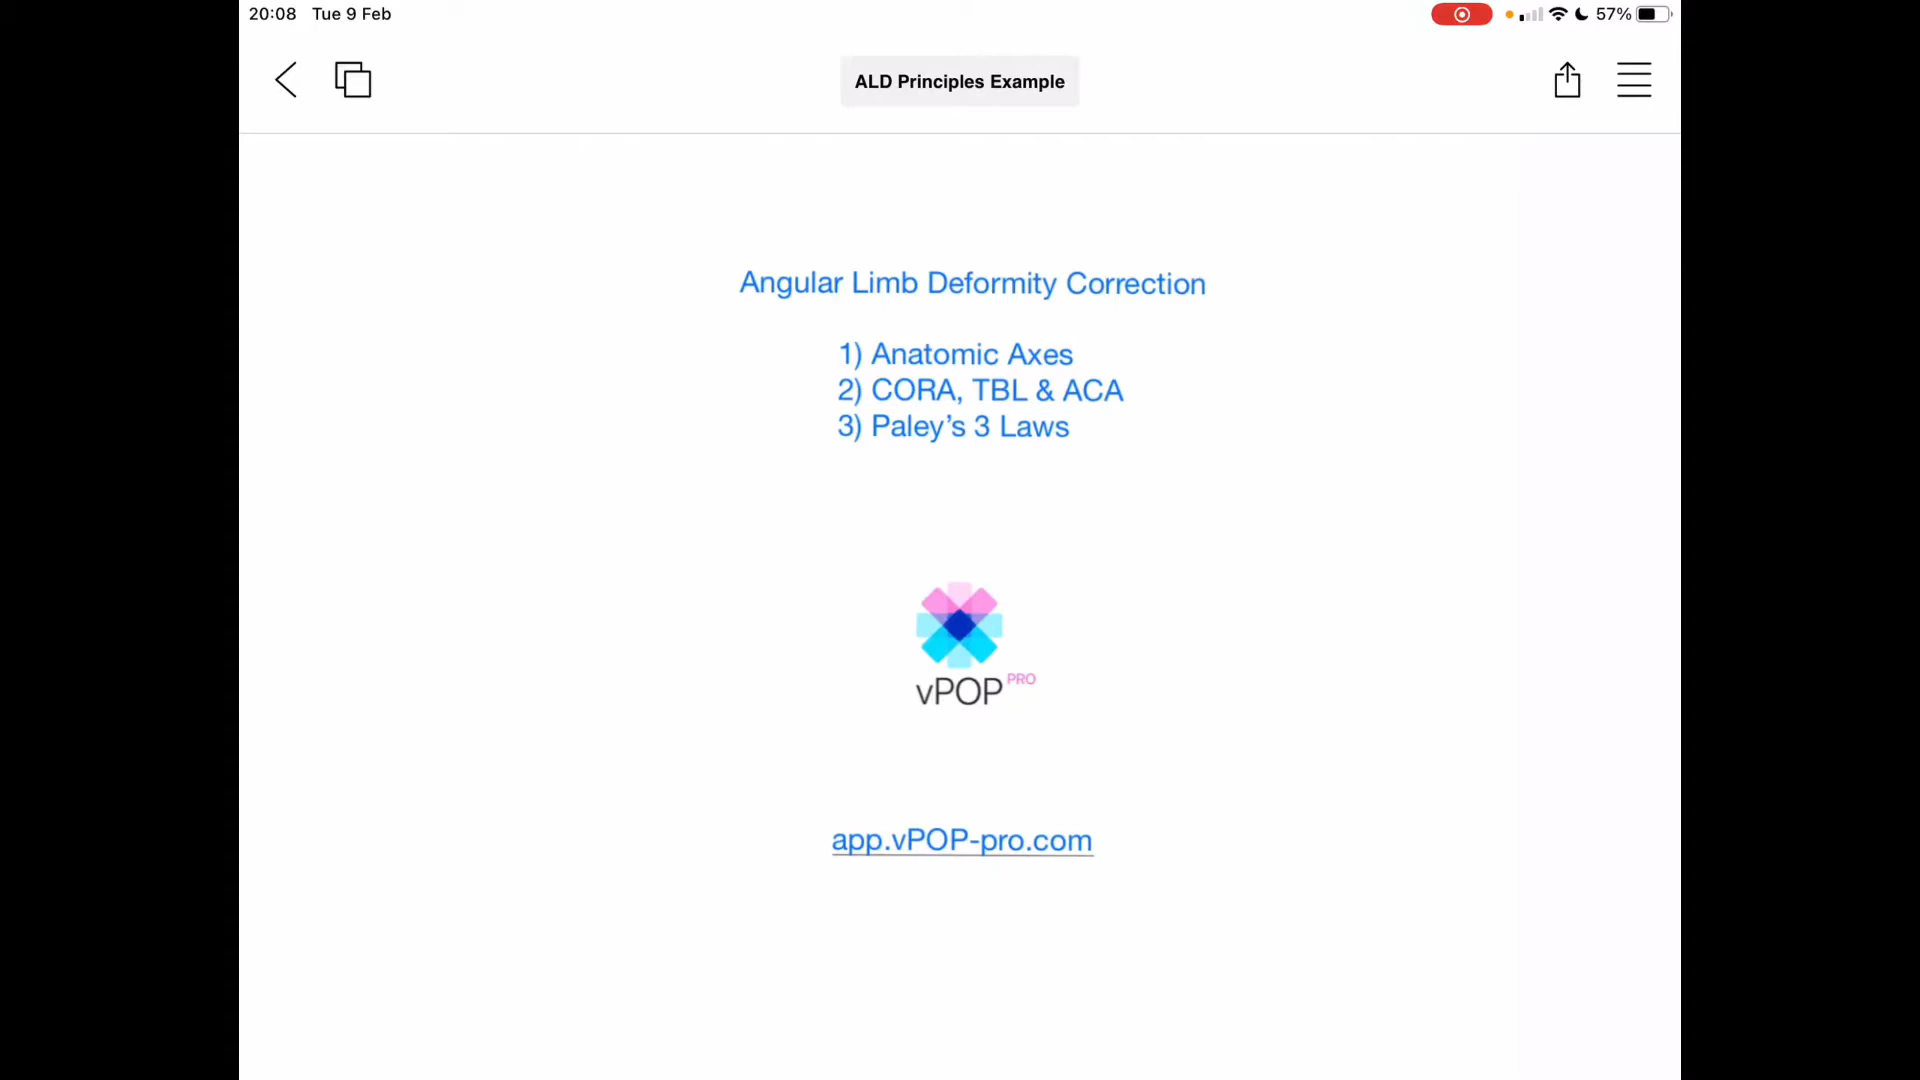 20:08 Tue 9 Feb
57%
ALD Principles Example
Angular Limb Deformity Correction
1) Anatomic Axes
2) CORA, TBL & ACA
3) Paley’s 3 Laws
vPOP PRO
app.vPOP-pro.com